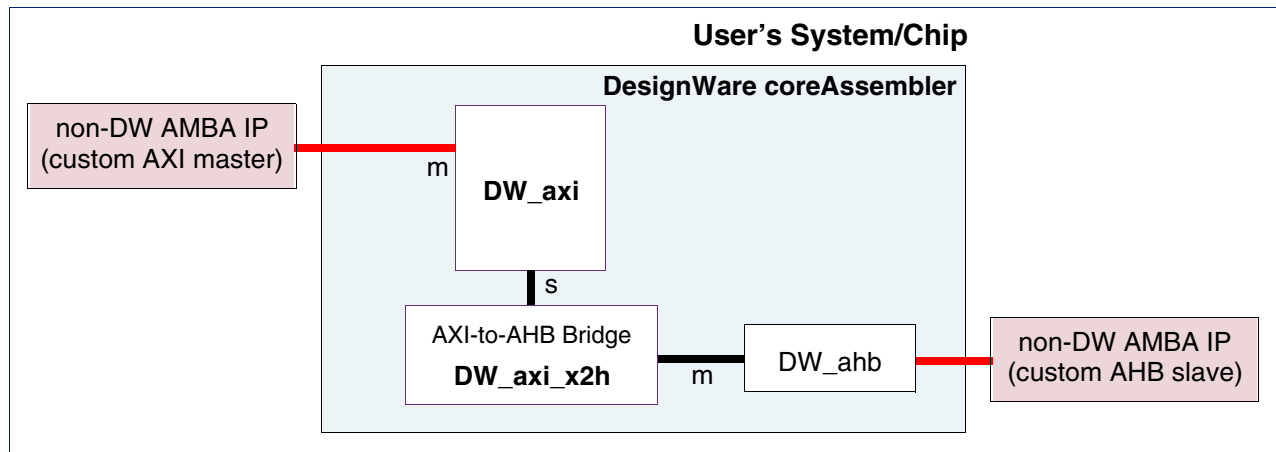 User's System/Chip
DesignWare coreAssembler
non-DW AMBA IP
(custom AXI master)
m
DW_axi
s
AXI-to-AHB Bridge
DW_axi_x2h
m
DW_ahb
non-DW AMBA IP
(custom AHB slave)